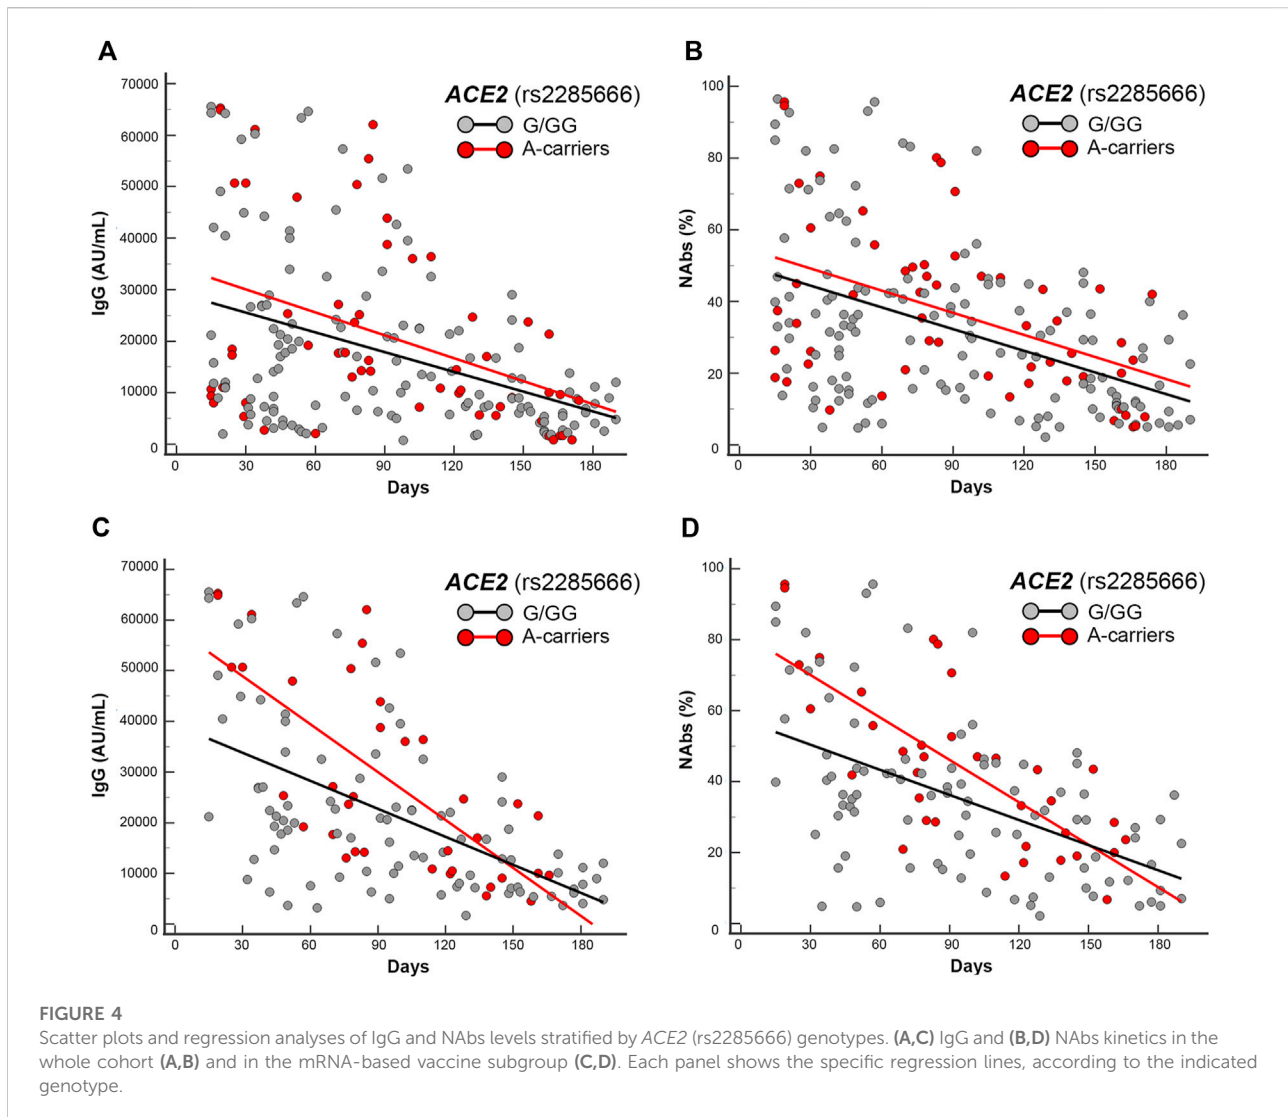 A
70000
60000
50000
40000
30000
20000
10000
0
IgG (AU/mL)
ACE2 (rs2285666)
G/GG
A-carriers
0 30 60 90 120 150 180
Days
B
100
80
60
40
20
0
NAbs (%)
ACE2 (rs2285666)
G/GG
A-carriers
0 30 60 90 120 150 180
Days
C
70000
60000
50000
40000
30000
20000
10000
0
IgG (AU/mL)
ACE2 (rs2285666)
G/GG
A-carriers
0 30 60 90 120 150 180
Days
D
100
80
60
40
20
0
NAbs (%)
ACE2 (rs2285666)
G/GG
A-carriers
0 30 60 90 120 150 180
Days
FIGURE 4
Scatter plots and regression analyses of IgG and NAbs levels stratified by ACE2 (rs2285666) genotypes. (A,C) IgG and (B,D) NAbs kinetics in the
whole cohort (A,B) and in the mRNA-based vaccine subgroup (C,D). Each panel shows the specific regression lines, according to the indicated
genotype.